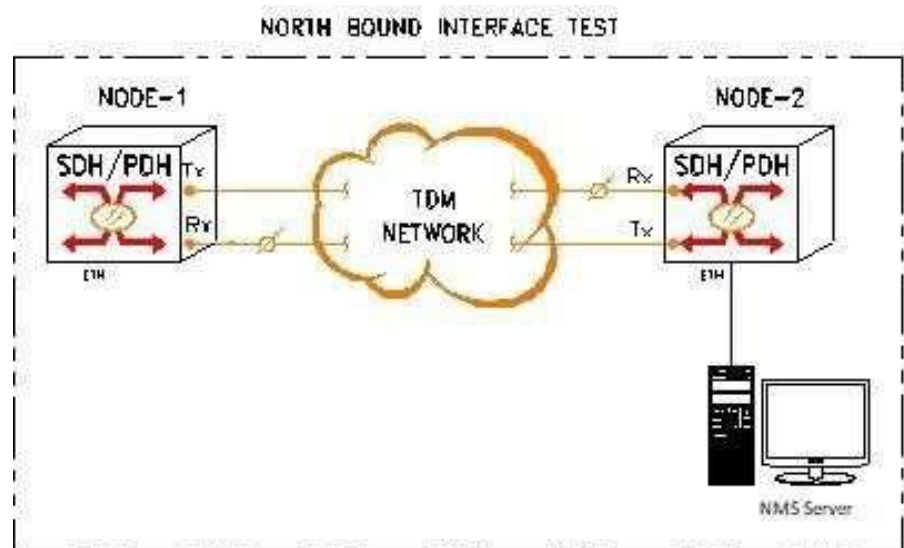 NORTH BOUND INTERFACE TEST
NODE-1
NODE-2
SDH/PDH
Tx
Rx
ETH
TDM
NETWORK
SDH/PDH
Rx
Tx
ETH
NMS Server